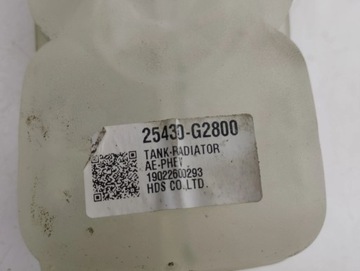 25430-G2800
TANK-RADIATOR
AE-PHEV
19022600293
HDS CO.,LTD.